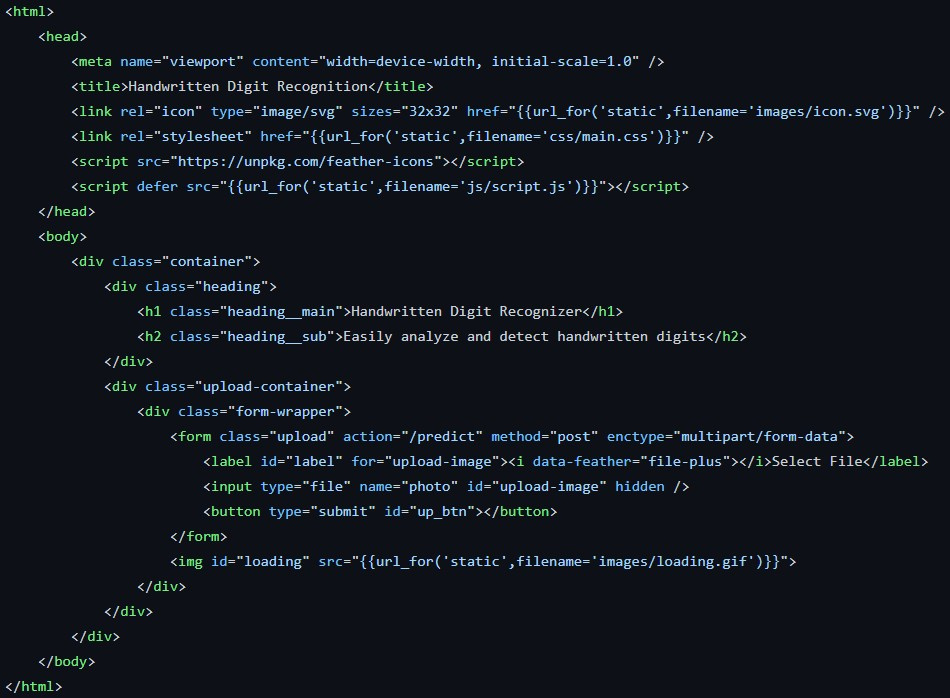 <html>
    <head>
        <meta name="viewport" content="width=device-width, initial-scale=1.0" />
        <title>Handwritten Digit Recognition</title>
        <link rel="icon" type="image/svg" sizes="32x32" href="{{url_for('static',filename='images/icon.svg')}}" />
        <link rel="stylesheet" href="{{url_for('static',filename='css/main.css')}}" />
        <script src="https://unpkg.com/feather-icons"></script>
        <script defer src="{{url_for('static',filename='js/script.js')}}"></script>
    </head>
    <body>
        <div class="container">
            <div class="heading">
                <h1 class="heading__main">Handwritten Digit Recognizer</h1>
                <h2 class="heading__sub">Easily analyze and detect handwritten digits</h2>
            </div>
            <div class="upload-container">
                <div class="form-wrapper">
                    <form class="upload" action="/predict" method="post" enctype="multipart/form-data">
                        <label id="label" for="upload-image"><i data-feather="file-plus"></i>Select File</label>
                        <input type="file" name="photo" id="upload-image" hidden />
                        <button type="submit" id="up_btn"></button>
                    </form>
                    <img id="loading" src="{{url_for('static',filename='images/loading.gif')}}">
                </div>
            </div>
        </div>
    </body>
</html>